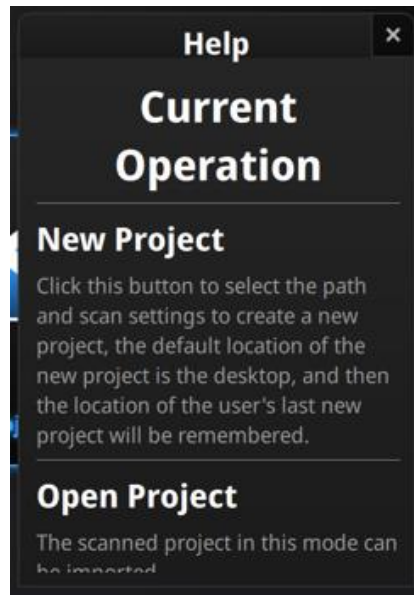 Help
×
Current
Operation
New Project
Click this button to select the path
and scan settings to create a new
project, the default location of the
new project is the desktop, and then
the location of the user's last new
project will be remembered.
Open Project
The scanned project in this mode can
be imported